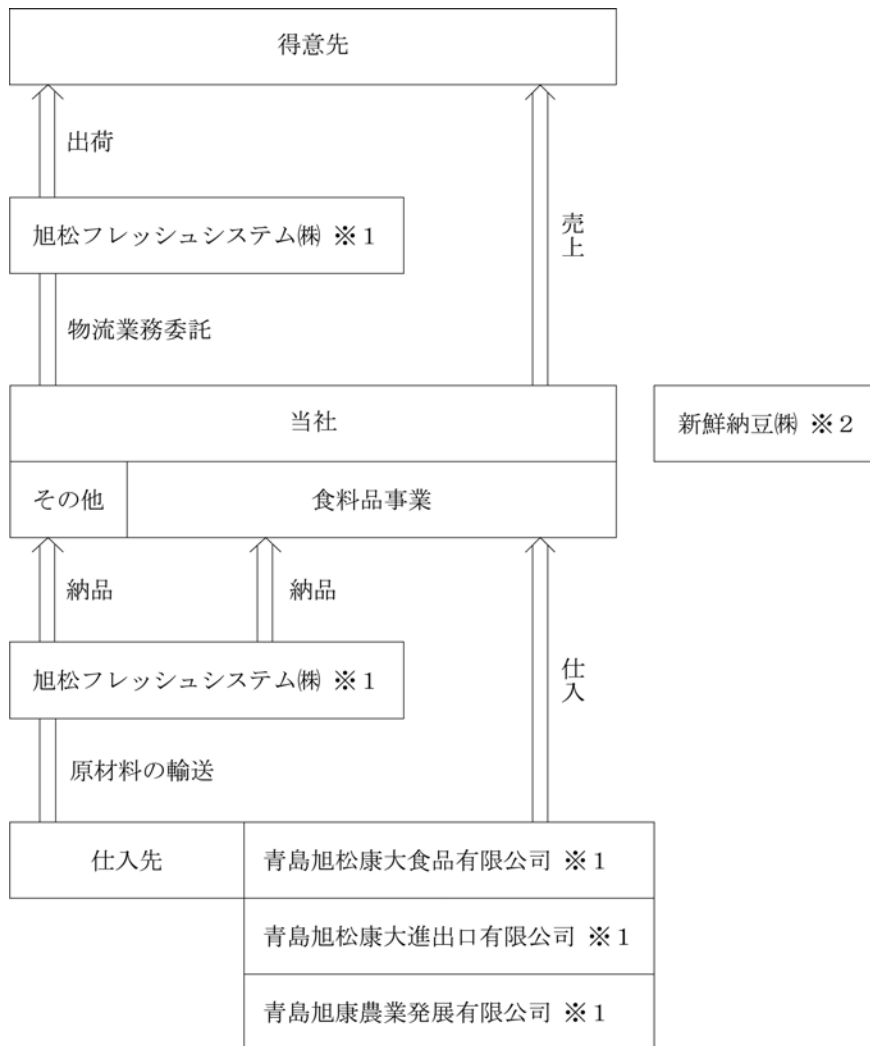 得意先
出荷
売上
旭松フレッシュシステム㈱ ※1
物流業務委託
当社
新鮮納豆㈱ ※2
その他
食料品事業
納品
納品
仕入
旭松フレッシュシステム㈱ ※1
原材料の輸送
仕入先
青島旭松康大食品有限公司 ※1
青島旭松康大進出口有限公司 ※1
青島旭康農業発展有限公司 ※1